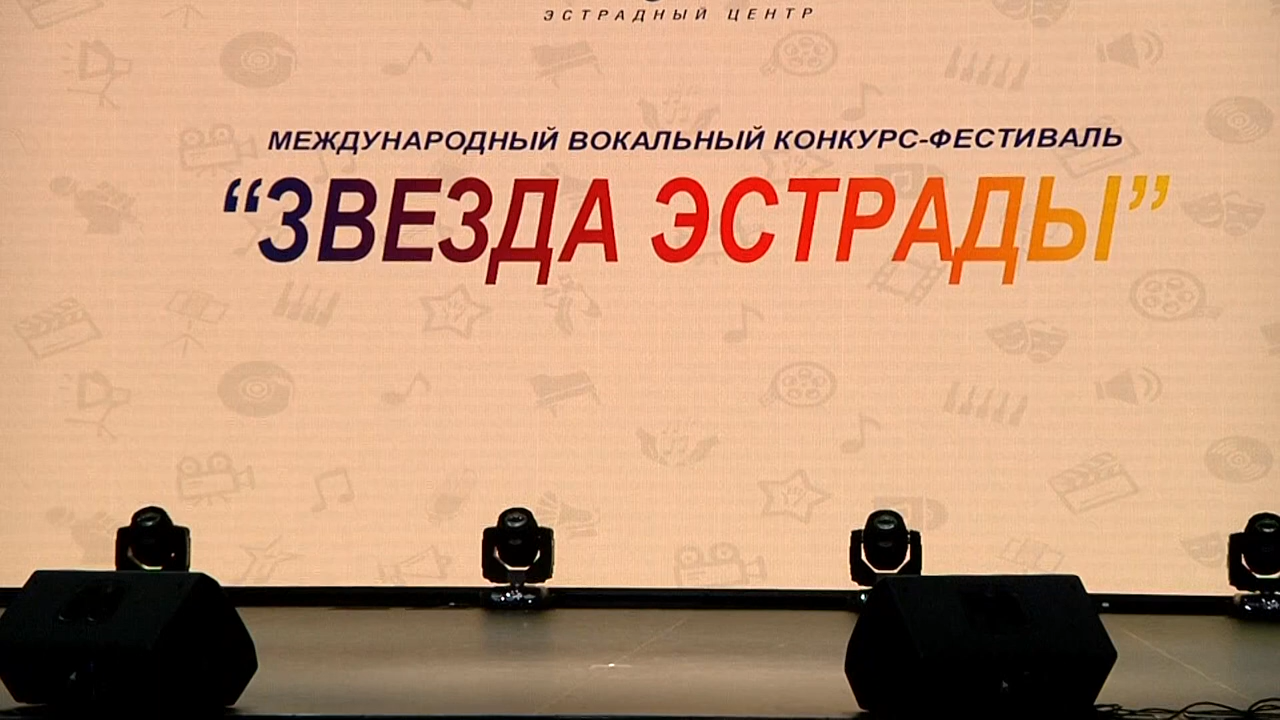 ЭСТРАДНЫЙ ЦЕНТР
МЕЖДУНАРОДНЫЙ ВОКАЛЬНЫЙ КОНКУРС-ФЕСТИВАЛЬ
“ЗВЕЗДА ЭСТРАДЫ”